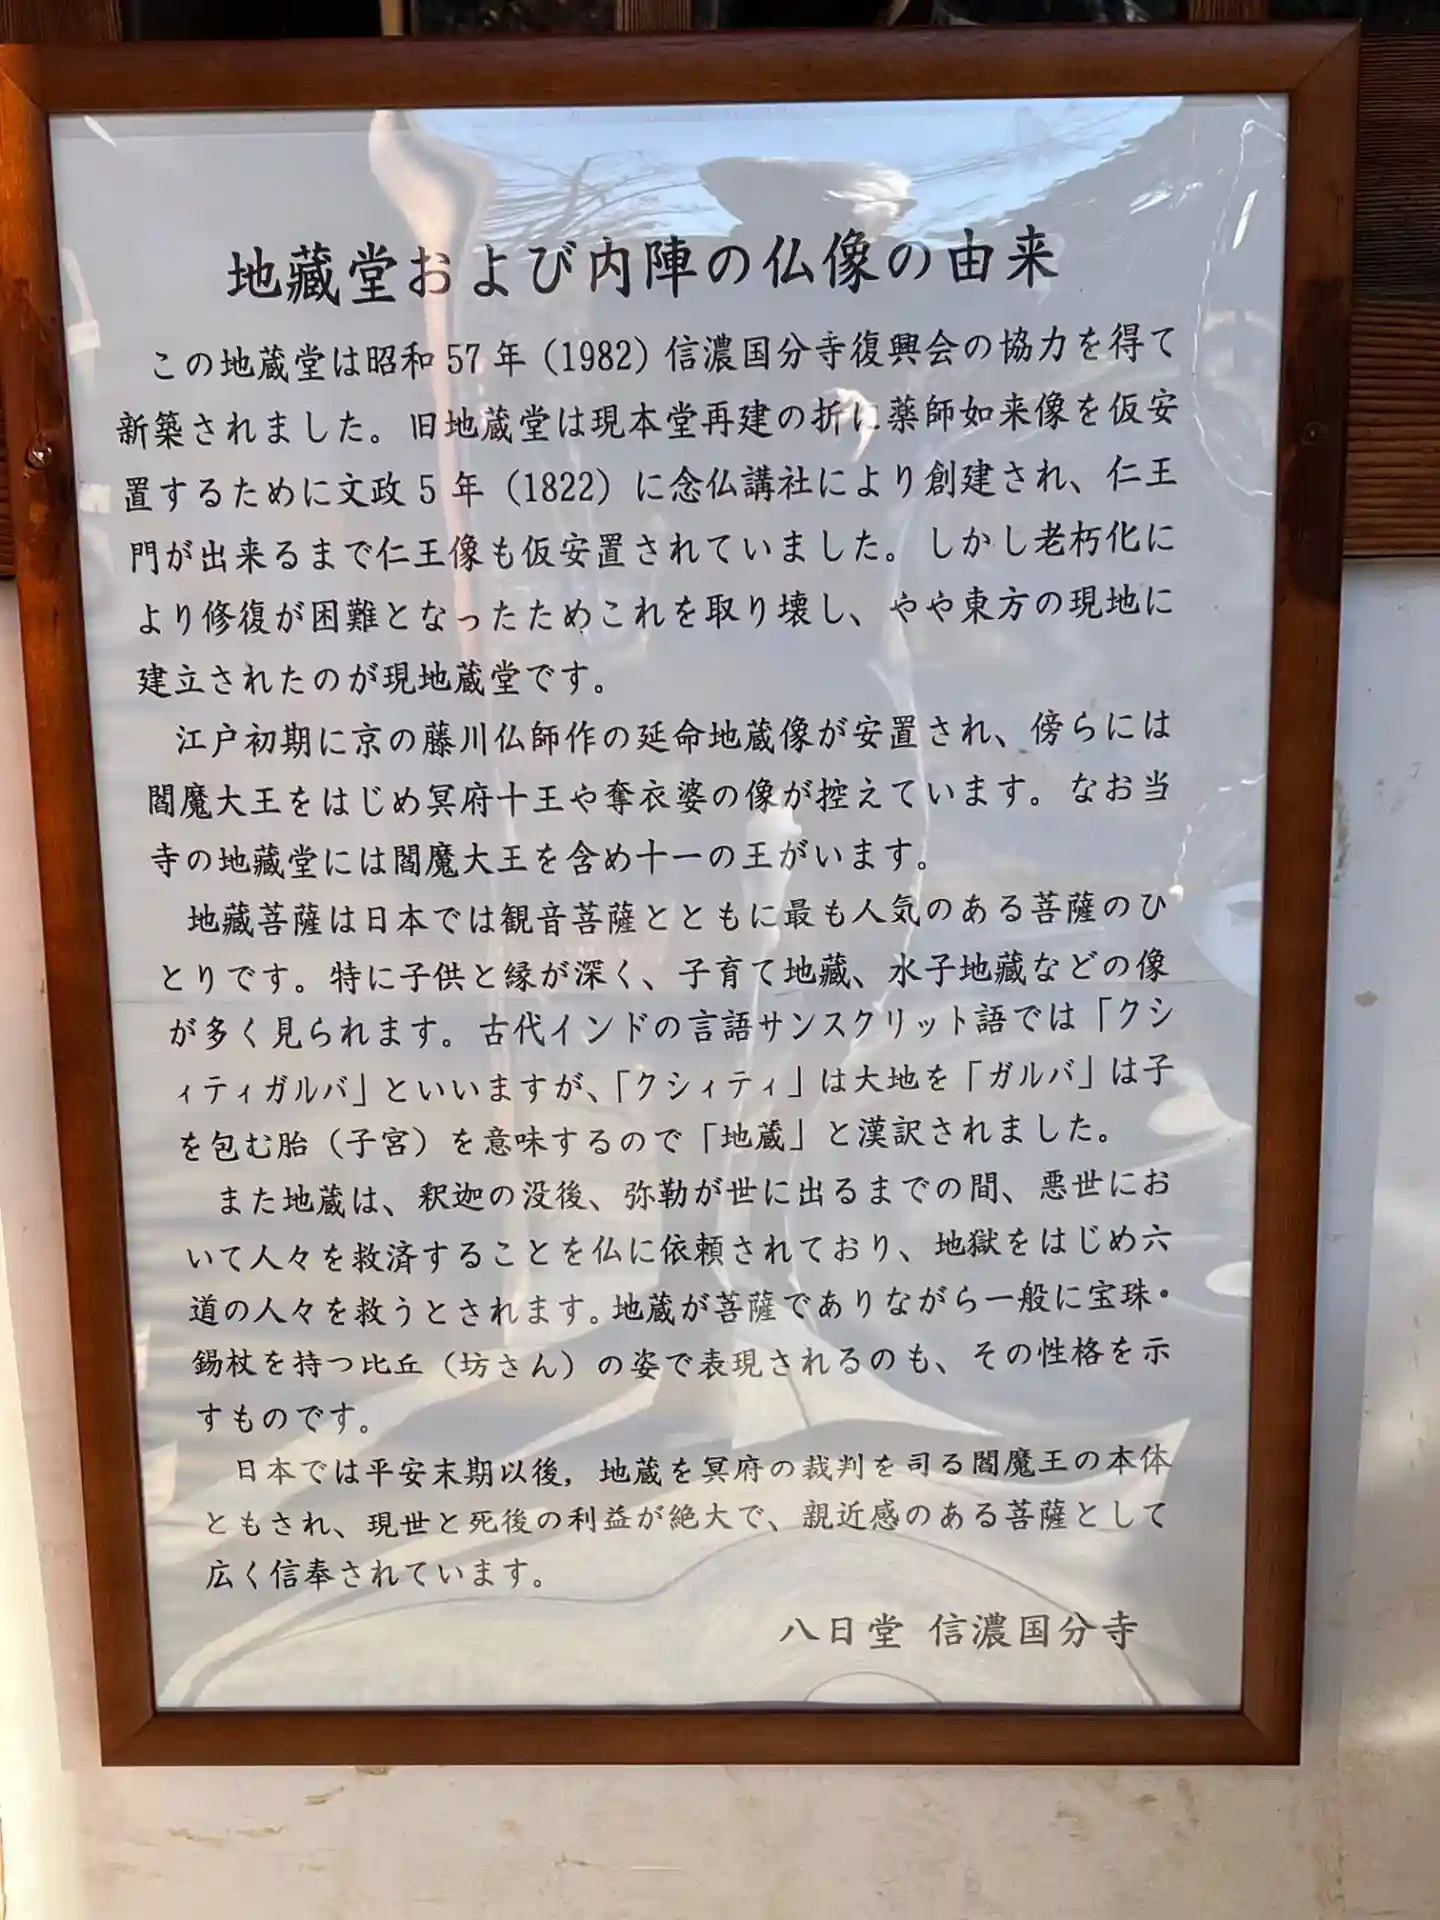 地藏堂および内陣の仏像の由来
この地蔵堂は昭和57年（1982）信濃国分寺復興会の協力を得て
新築されました。旧地蔵堂は現本堂再建の折に薬師如来像を仮安
置するために文政5年（1822）に念仏講社により創建され、仁王
門が出来るまで仁王像も仮安置されていました。しかし老朽化に
より修復が困難となったためこれを取り壊し、やや東方の現地に
建立されたのが現地蔵堂です。
江戸初期に京の藤川仏師作の延命地蔵像が安置され、傍らには
閻魔大王をはじめ冥府十王や奪衣婆の像が控えています。なお当
寺の地藏堂には閻魔大王を含め十一の王がいます。
地藏菩薩は日本では観音菩薩とともに最も人気のある菩薩のひ
とりです。特に子供と縁が深く、子育て地藏、水子地藏などの像
が多く見られます。古代インドの言語サンスクリット語では「クシ
ィティガルバ」といいますが、「クシィティ」は大地を「ガルバ」は子
を包む胎（子宮）を意味するので「地蔵」と漢訳されました。
また地蔵は、釈迦の没後、弥勒が世に出るまでの間、悪世にお
いて人々を救済することを仏に依頼されており、地獄をはじめ六
道の人々を救うとされます。地蔵が菩薩でありながら一般に宝珠・
錫杖を持つ比丘（坊さん）の姿で表現されるのも、その性格を示
すものです。
日本では平安末期以後，地蔵を冥府の裁判を司る閻魔王の本体
ともされ、現世と死後の利益が絶大で、親近感のある菩薩として
広く信奉されています。
八日堂 信濃国分寺